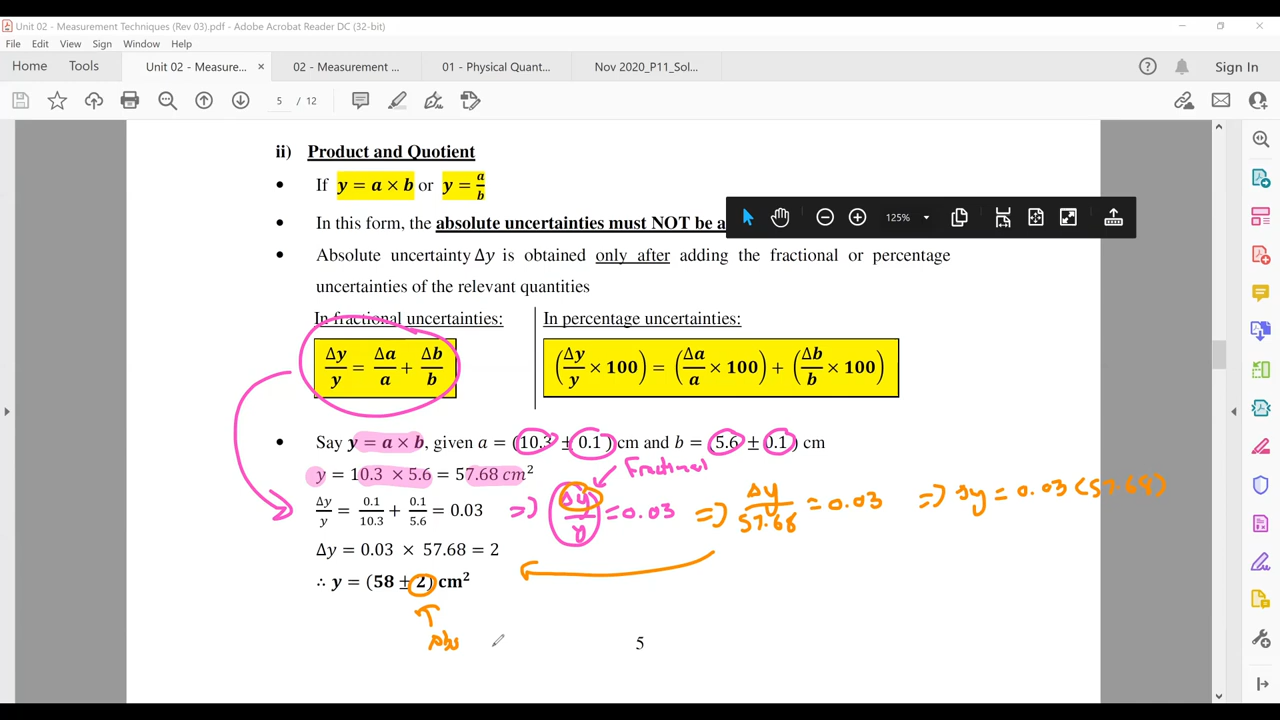 Unit 02 - Measurement Techniques (Rev 03).pdf - Adobe Acrobat Reader DC (32-bit)
File Edit View Sign Window Help
Home Tools Unit 02 - Measure... × 02 - Measurement ... 01 - Physical Quant... Nov 2020_P11_Sol... Sign In
5 / 12
125%
ii) Product and Quotient
• If y = a × b or y = a/b
• In this form, the absolute uncertainties must NOT be a
• Absolute uncertainty Δy is obtained only after adding the fractional or percentage
uncertainties of the relevant quantities
In fractional uncertainties: In percentage uncertainties:
Δy/y = Δa/a + Δb/b (Δy/y × 100) = (Δa/a × 100) + (Δb/b × 100)
• Say y = a × b, given a = (10.3 ± 0.1 ) cm and b = (5.6 ± 0.1 ) cm
y = 10.3 × 5.6 = 57.68 cm²
Fractional
Δy/y = 0.1/10.3 + 0.1/5.6 = 0.03 ⇒ Δy/y = 0.03 ⇒ Δy/57.68 = 0.03 ⇒ Δy = 0.03 (57.68)
Δy = 0.03 × 57.68 = 2
∴ y = (58 ± 2) cm²
Abs
5